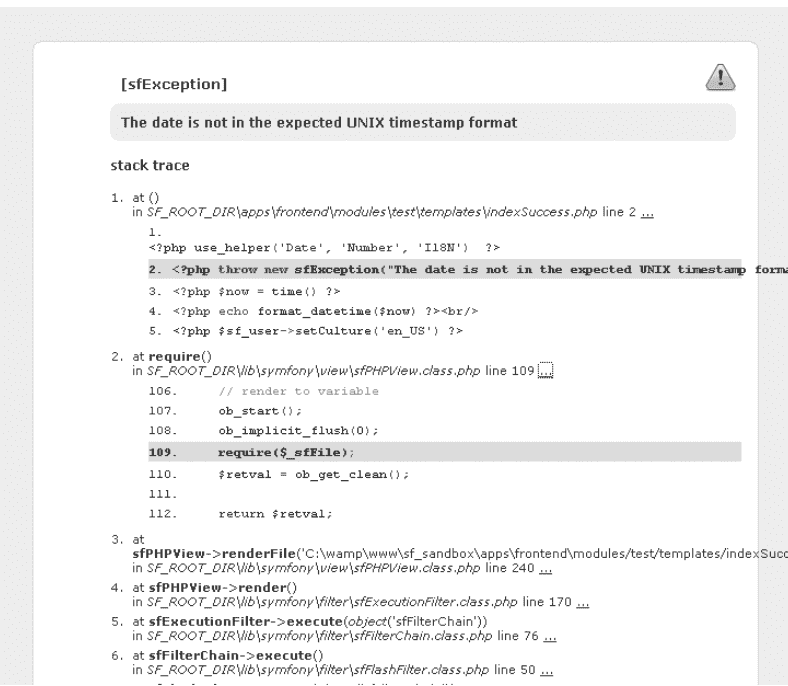 [sfException]
The date is not in the expected UNIX timestamp format
stack trace
1. at ()
in SF_ROOT_DIR\apps\frontend\modules\test\templates\indexSuccess.php line 2 ...
1.
<?php use_helper('Date', 'Number', 'I18N') ?>
2. <?php throw new sfException("The date is not in the expected UNIX timestamp forma
3. <?php $now = time() ?>
4. <?php echo format_datetime($now) ?><br/>
5. <?php $sf_user->setCulture('en_US') ?>
2. at require()
in SF_ROOT_DIR\lib\symfony\view\sfPHPView.class.php line 109 ...
106. // render to variable
107. ob_start();
108. ob_implicit_flush(0);
109. require($_sfFile);
110. $retval = ob_get_clean();
111.
112. return $retval;
3. at
sfPHPView->renderFile('C:\wamp\www\sf_sandbox\apps\frontend\modules/test/templates/indexSucc
in SF_ROOT_DIR\lib\symfony\view\sfPHPView.class.php line 240 ...
4. at sfPHPView->render()
in SF_ROOT_DIR\lib\symfony\filter\sfExecutionFilter.class.php line 170 ...
5. at sfExecutionFilter->execute(object('sfFilterChain'))
in SF_ROOT_DIR\lib\symfony\filter\sfFilterChain.class.php line 76 ...
6. at sfFilterChain->execute()
in SF_ROOT_DIR\lib\symfony\filter\sfFlashFilter.class.php line 50 ...